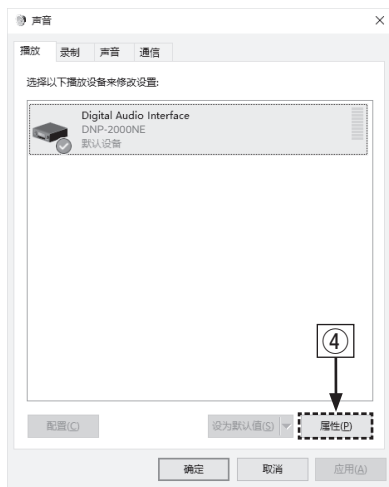 声音
播放 录制 声音 通信
选择以下播放设备来修改设置:
Digital Audio Interface
DNP-2000NE
默认设备
④
配置(C) 设为默认值(S) 属性(P)
确定 取消 应用(A)